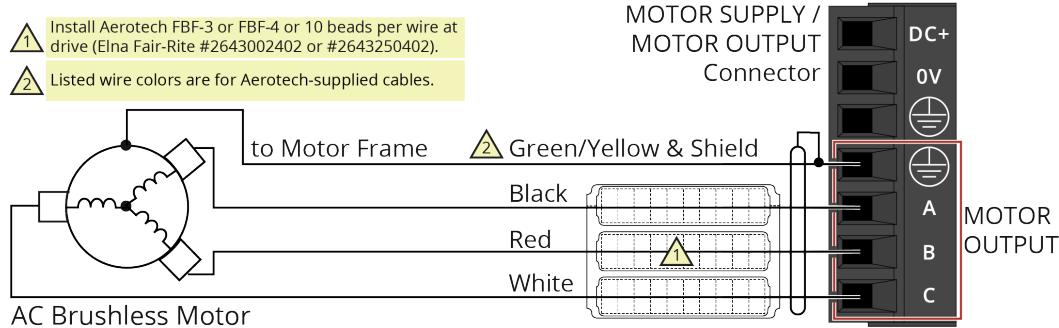 1
Install Aerotech FBF-3 or FBF-4 or 10 beads per wire at
drive (Elna Fair-Rite #2643002402 or #2643250402).
2
Listed wire colors are for Aerotech-supplied cables.
MOTOR SUPPLY /
MOTOR OUTPUT
Connector
DC+
0V
to Motor Frame
2
Green/Yellow & Shield
Black
A
Red
1
B
White
C
MOTOR
OUTPUT
AC Brushless Motor